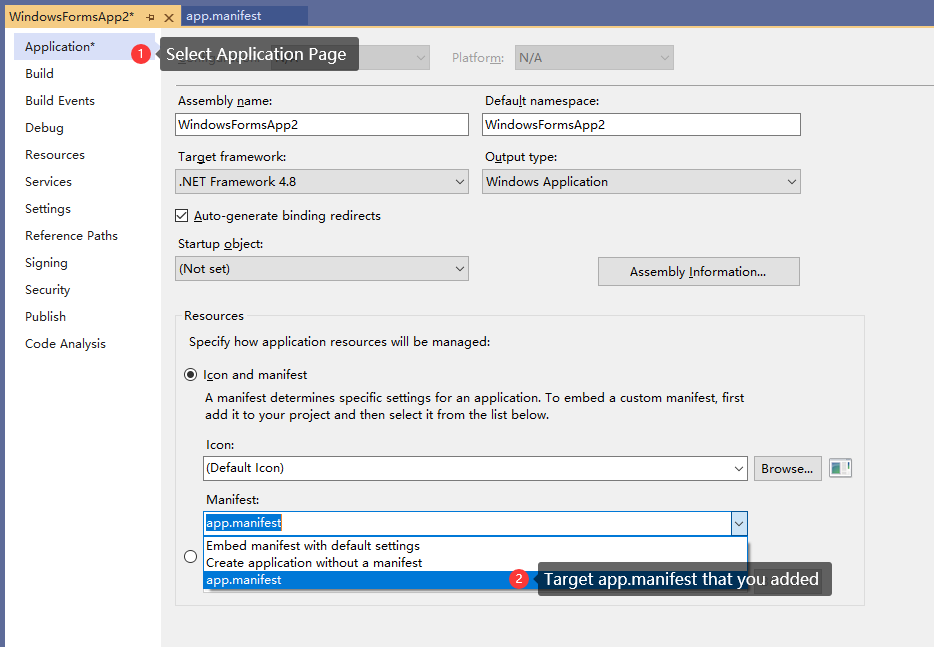 WindowsFormsApp2*
app.manifest
Application*
1
Select Application Page
Platform:
N/A
Build
Build Events
Debug
Resources
Services
Settings
Reference Paths
Signing
Security
Publish
Code Analysis
Assembly name:
Default namespace:
WindowsFormsApp2
WindowsFormsApp2
Target framework:
Output type:
.NET Framework 4.8
Windows Application
Auto-generate binding redirects
Startup object:
(Not set)
Assembly Information...
Resources
Specify how application resources will be managed:
Icon and manifest
A manifest determines specific settings for an application. To embed a custom manifest, first
add it to your project and then select it from the list below.
Icon:
(Default Icon)
Browse...
Manifest:
app.manifest
Embed manifest with default settings
Create application without a manifest
app.manifest
2
Target app.manifest that you added